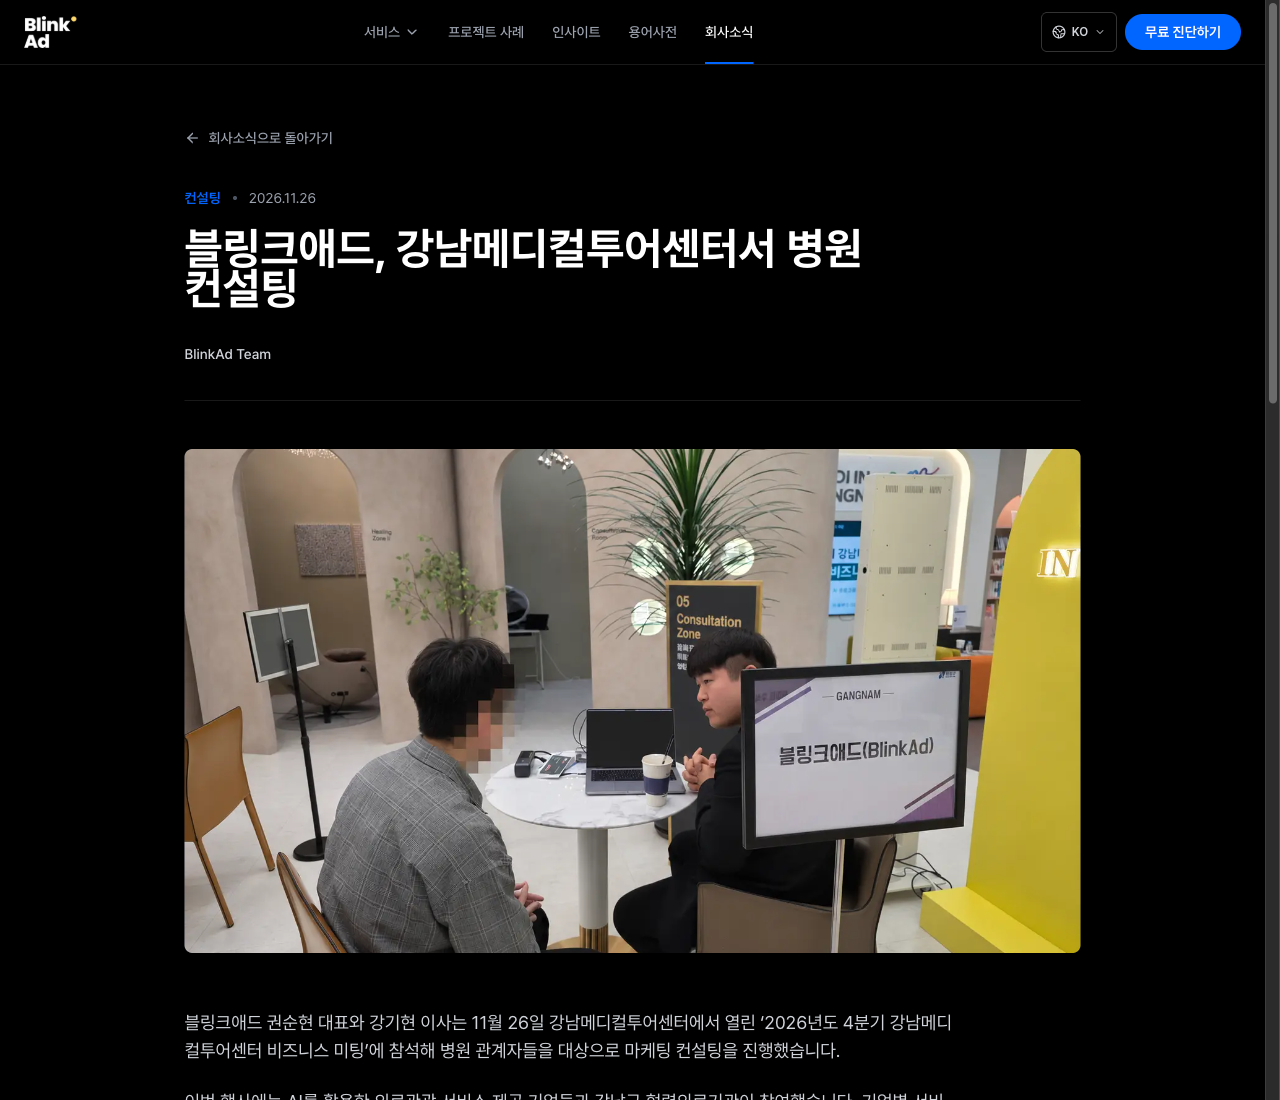 Blink
Ad
서비스
프로젝트 사례
인사이트
용어사전
회사소식
KO
무료 진단하기
회사소식으로 돌아가기
컨설팅 • 2026.11.26
블링크애드, 강남메디컬투어센터서 병원
컨설팅
BlinkAd Team
Healing
Zone II
Consultation
Room
IN
05
Consultation
Zone
GANGNAM
블링크애드(BlinkAd)
블링크애드 권순현 대표와 강기현 이사는 11월 26일 강남메디컬투어센터에서 열린 ‘2026년도 4분기 강남메디
컬투어센터 비즈니스 미팅’에 참석해 병원 관계자들을 대상으로 마케팅 컨설팅을 진행했습니다.